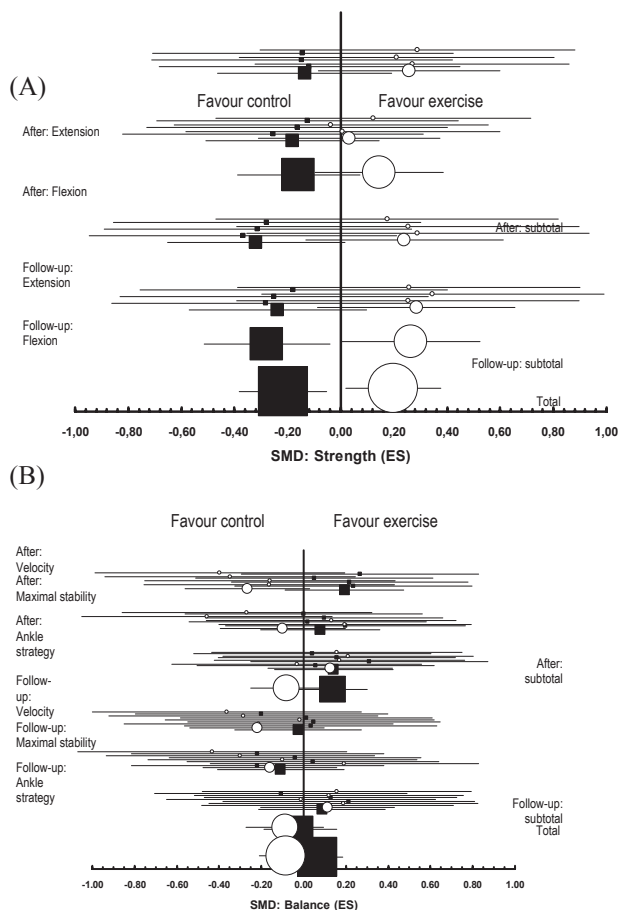 (A)
Favour control Favour exercise
After: Extension
After: Flexion
After: subtotal
Follow-up:
Extension
Follow-up:
Flexion
Follow-up: subtotal
Total
-1,00 -0,80 -0,60 -0,40 -0,20 0,00 0,20 0,40 0,60 0,80 1,00
SMD: Strength (ES)
(B)
Favour control Favour exercise
After:
Velocity
After:
Maximal stability
After:
Ankle
strategy
After:
subtotal
Follow-
up:
Velocity
Follow-up:
Maximal stability
Follow-up:
Ankle
strategy
Follow-up:
subtotal
Total
-1.00 -0.80 -0.60 -0.40 -0.20 0.00 0.20 0.40 0.60 0.80 1.00
SMD: Balance (ES)